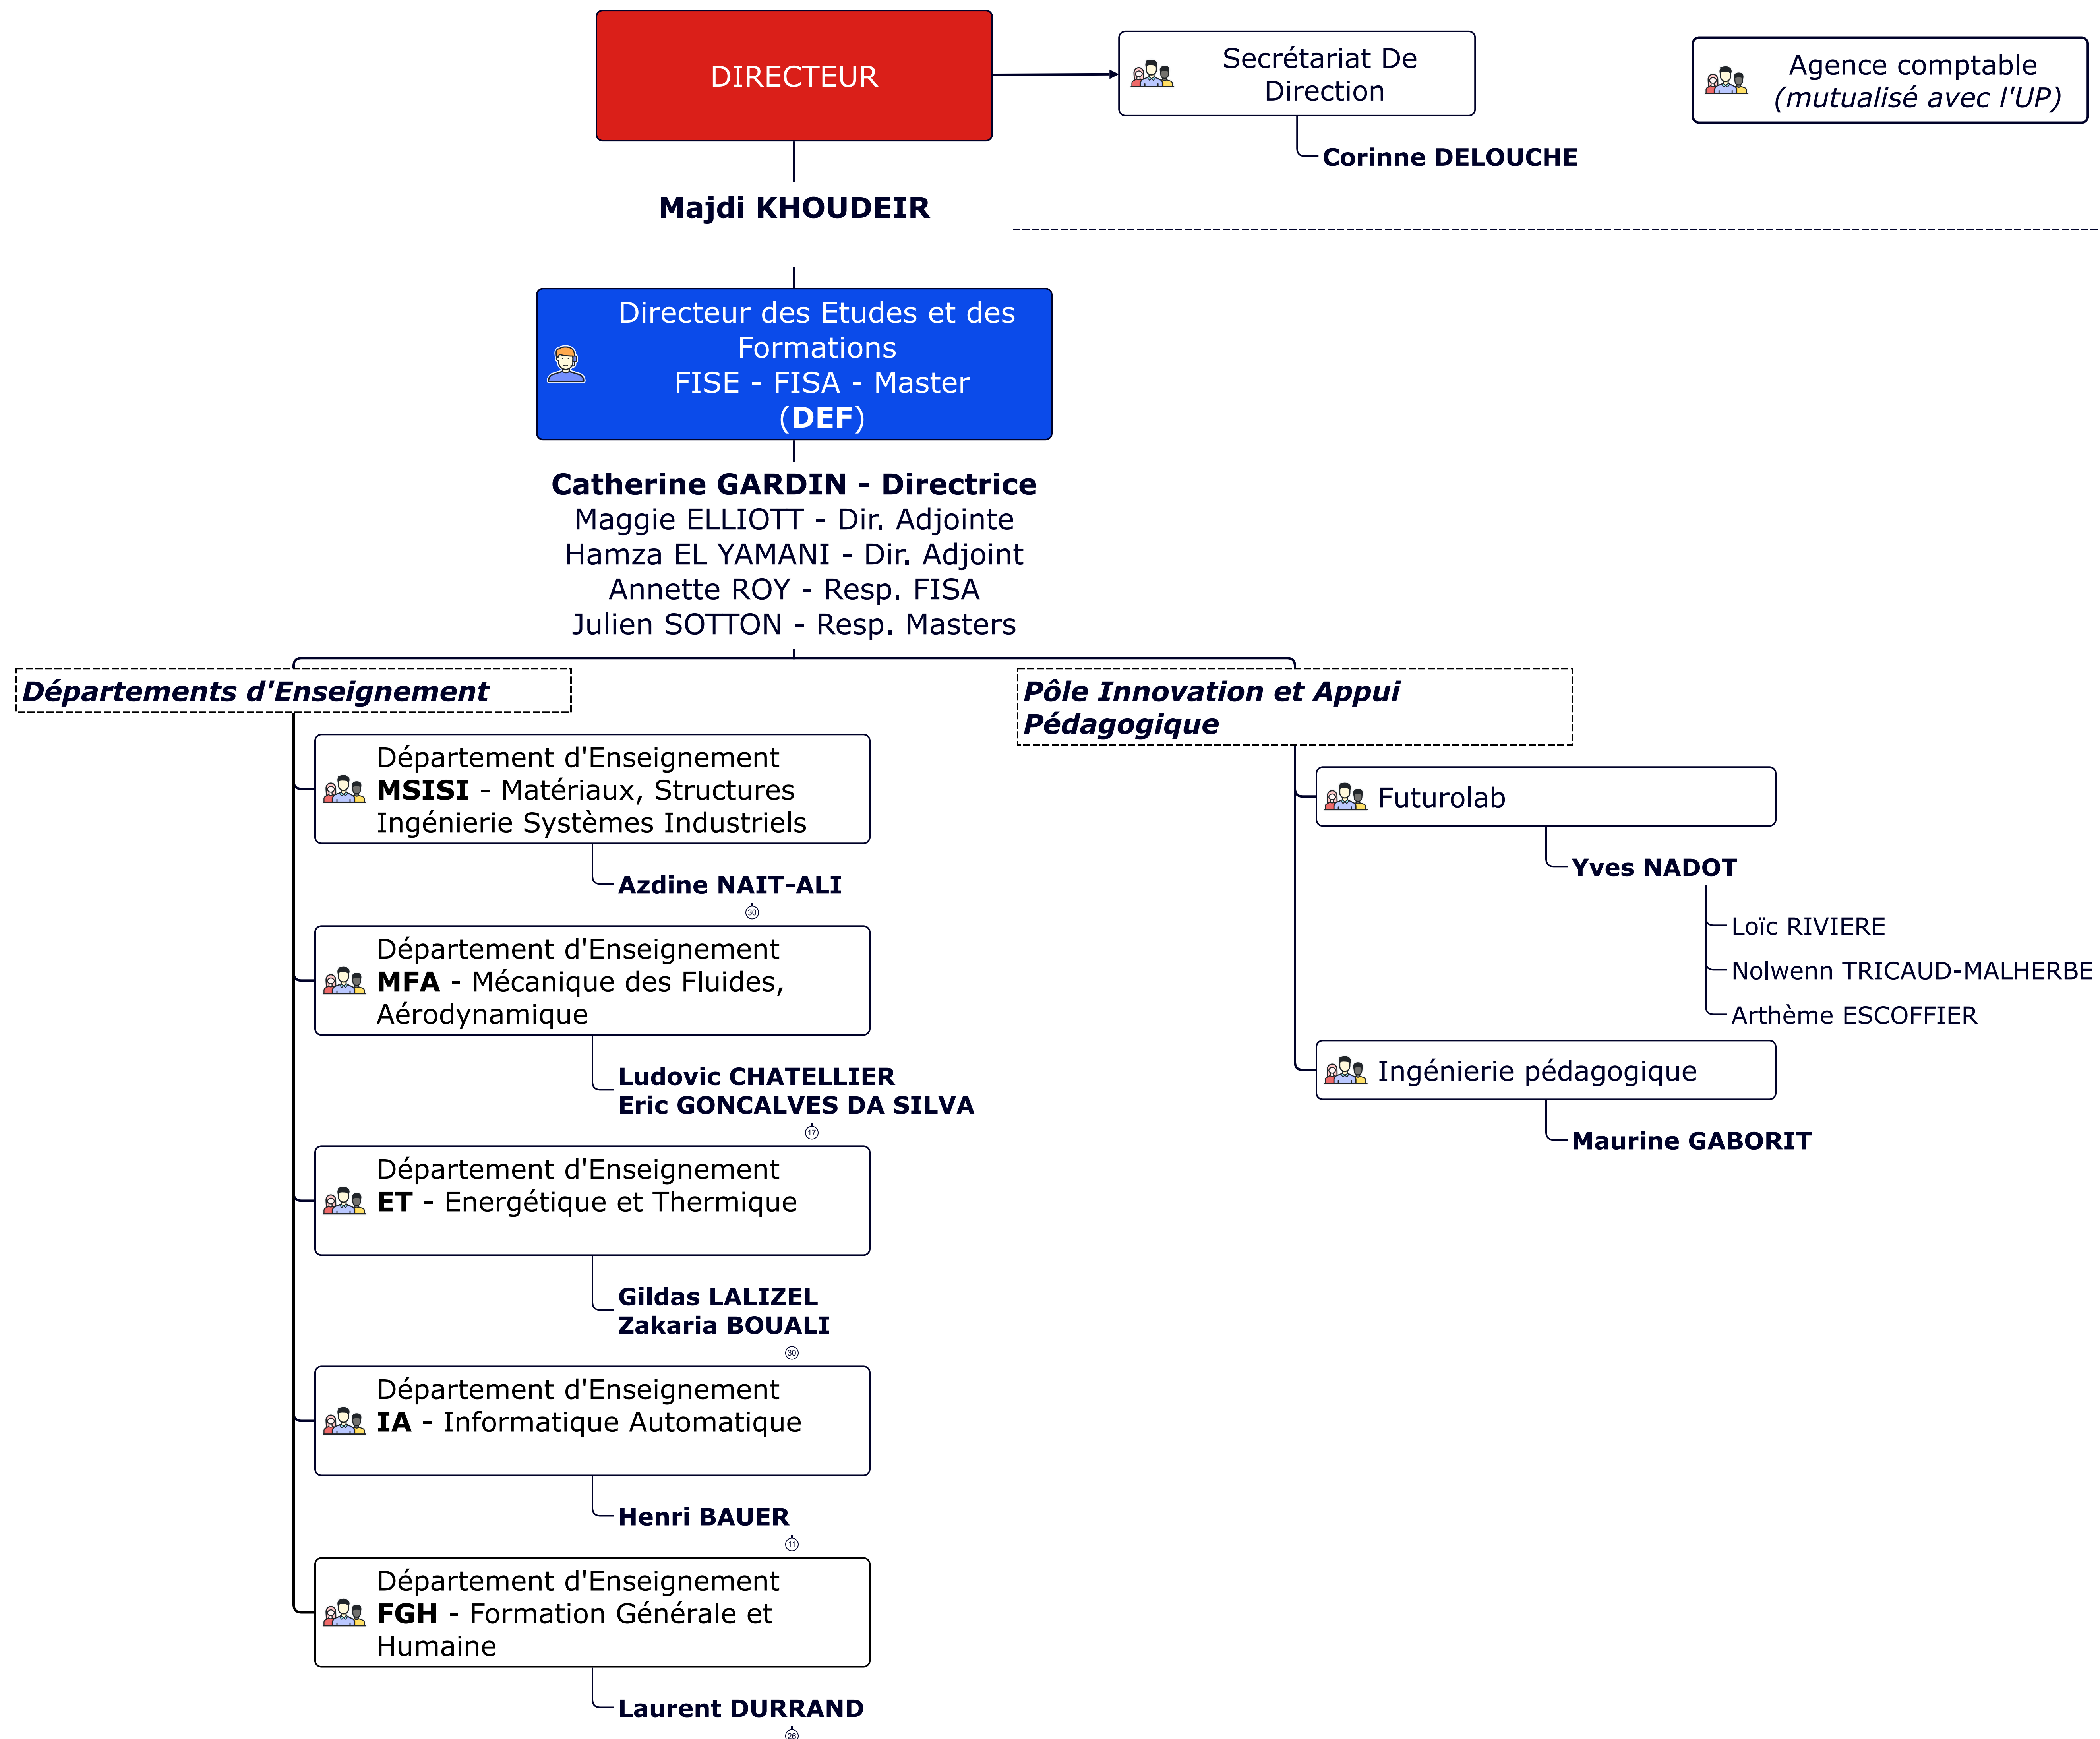 DIRECTEUR
Secrétariat De
Direction
Agence comptable
(mutualisé avec l'UP)
Corinne DELOUCHE
Majdi KHOUDEIR
Directeur des Etudes et des
Formations
FISE - FISA - Master
(DEF)
Catherine GARDIN - Directrice
Maggie ELLIOTT - Dir. Adjointe
Hamza EL YAMANI - Dir. Adjoint
Annette ROY - Resp. FISA
Julien SOTTON - Resp. Masters
Départements d'Enseignement
Département d'Enseignement
MSISI - Matériaux, Structures
Ingénierie Systèmes Industriels
Azdine NAIT-ALI
30
Département d'Enseignement
MFA - Mécanique des Fluides,
Aérodynamique
Ludovic CHATELLIER
Eric GONCALVES DA SILVA
17
Département d'Enseignement
ET - Energétique et Thermique
Gildas LALIZEL
Zakaria BOUALI
30
Département d'Enseignement
IA - Informatique Automatique
Henri BAUER
11
Département d'Enseignement
FGH - Formation Générale et
Humaine
Laurent DURRAND
26
Pôle Innovation et Appui
Pédagogique
Futurolab
Yves NADOT
Loïc RIVIERE
Nolwenn TRICAUD-MALHERBE
Arthème ESCOFFIER
Ingénierie pédagogique
Maurine GABORIT